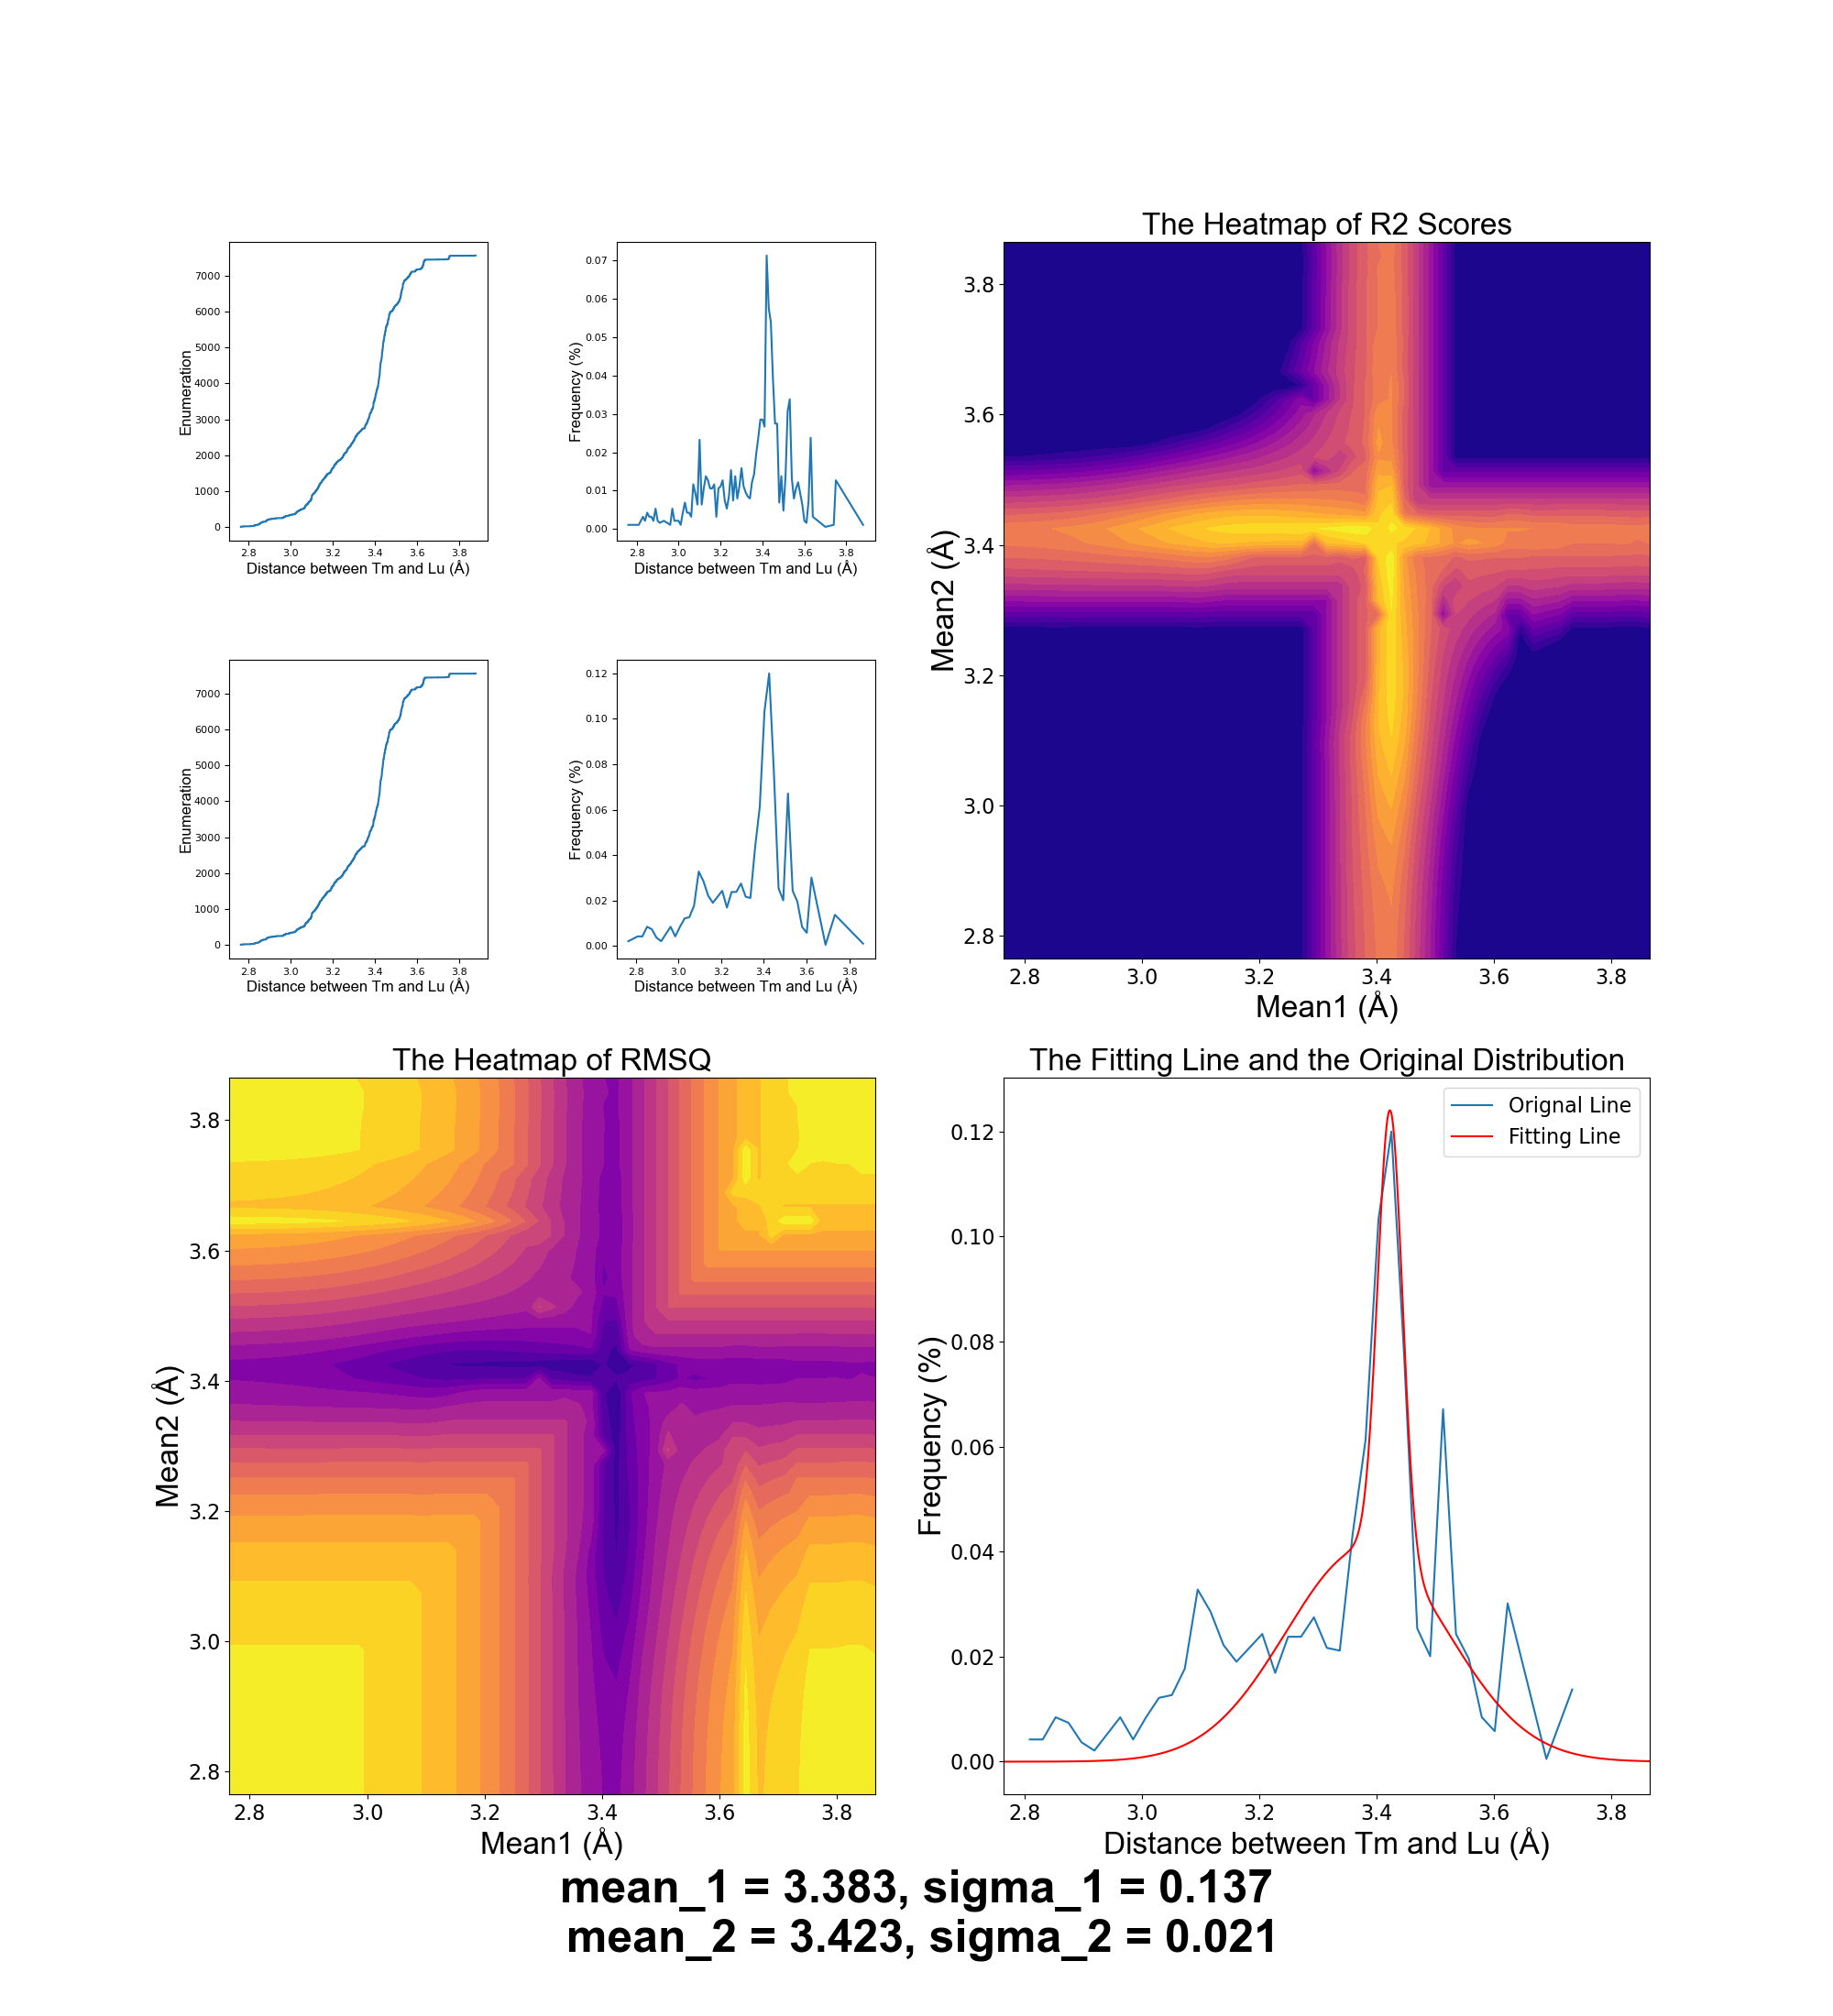 7000
6000
5000
4000
3000
2000
1000
0
Enumeration
2.8 3.0 3.2 3.4 3.6 3.8
Distance between Tm and Lu (Å)
0.07
0.06
0.05
0.04
0.03
0.02
0.01
0.00
Frequency (%)
2.8 3.0 3.2 3.4 3.6 3.8
Distance between Tm and Lu (Å)
The Heatmap of R2 Scores
3.8
3.6
3.4
3.2
3.0
2.8
Mean2 (Å)
2.8 3.0 3.2 3.4 3.6 3.8
Mean1 (Å)
7000
6000
5000
4000
3000
2000
1000
0
Enumeration
2.8 3.0 3.2 3.4 3.6 3.8
Distance between Tm and Lu (Å)
0.12
0.10
0.08
0.06
0.04
0.02
0.00
Frequency (%)
2.8 3.0 3.2 3.4 3.6 3.8
Distance between Tm and Lu (Å)
The Heatmap of RMSQ
3.8
3.6
3.4
3.2
3.0
2.8
Mean2 (Å)
2.8 3.0 3.2 3.4 3.6 3.8
Mean1 (Å)
The Fitting Line and the Original Distribution
Orignal Line
Fitting Line
0.12
0.10
0.08
0.06
0.04
0.02
0.00
Frequency (%)
2.8 3.0 3.2 3.4 3.6 3.8
Distance between Tm and Lu (Å)
mean_1 = 3.383, sigma_1 = 0.137
mean_2 = 3.423, sigma_2 = 0.021